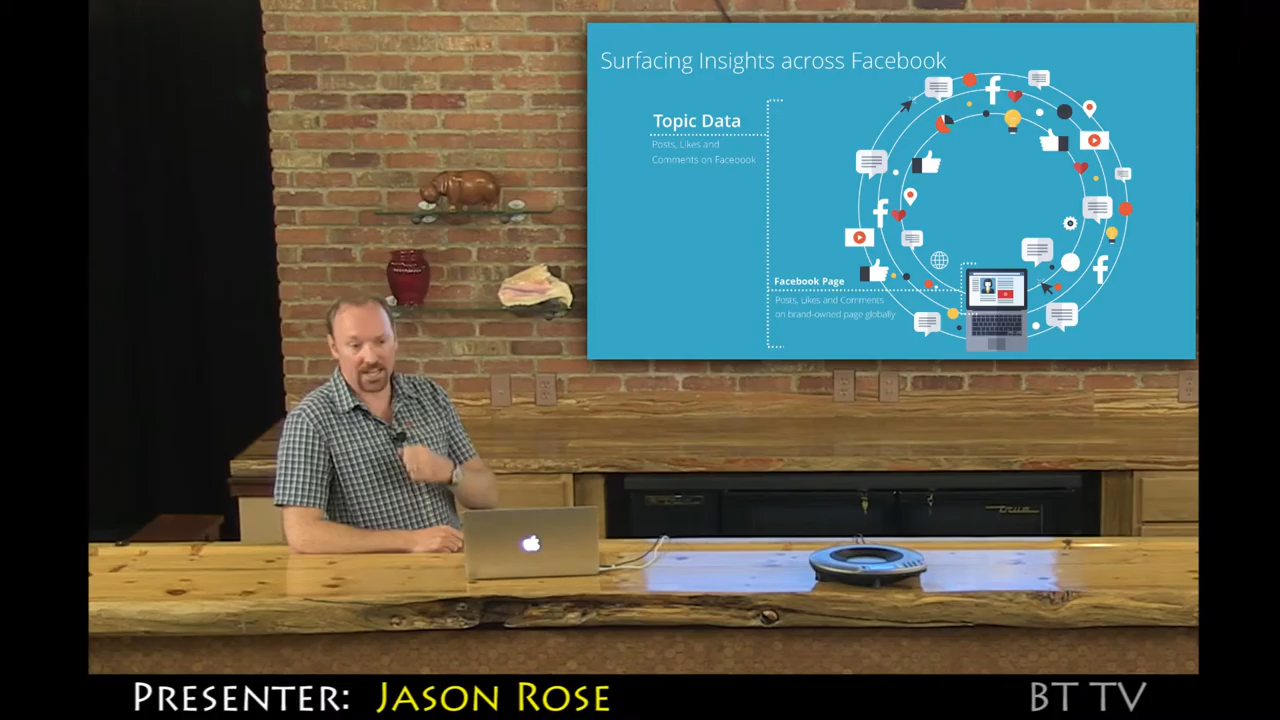 Surfacing Insights across Facebook
Topic Data
Posts, Likes and
Comments on Facebook
Facebook Page
Posts, Likes and Comments
on brand-owned page globally
PRESENTER: JASON ROSE
BT TV